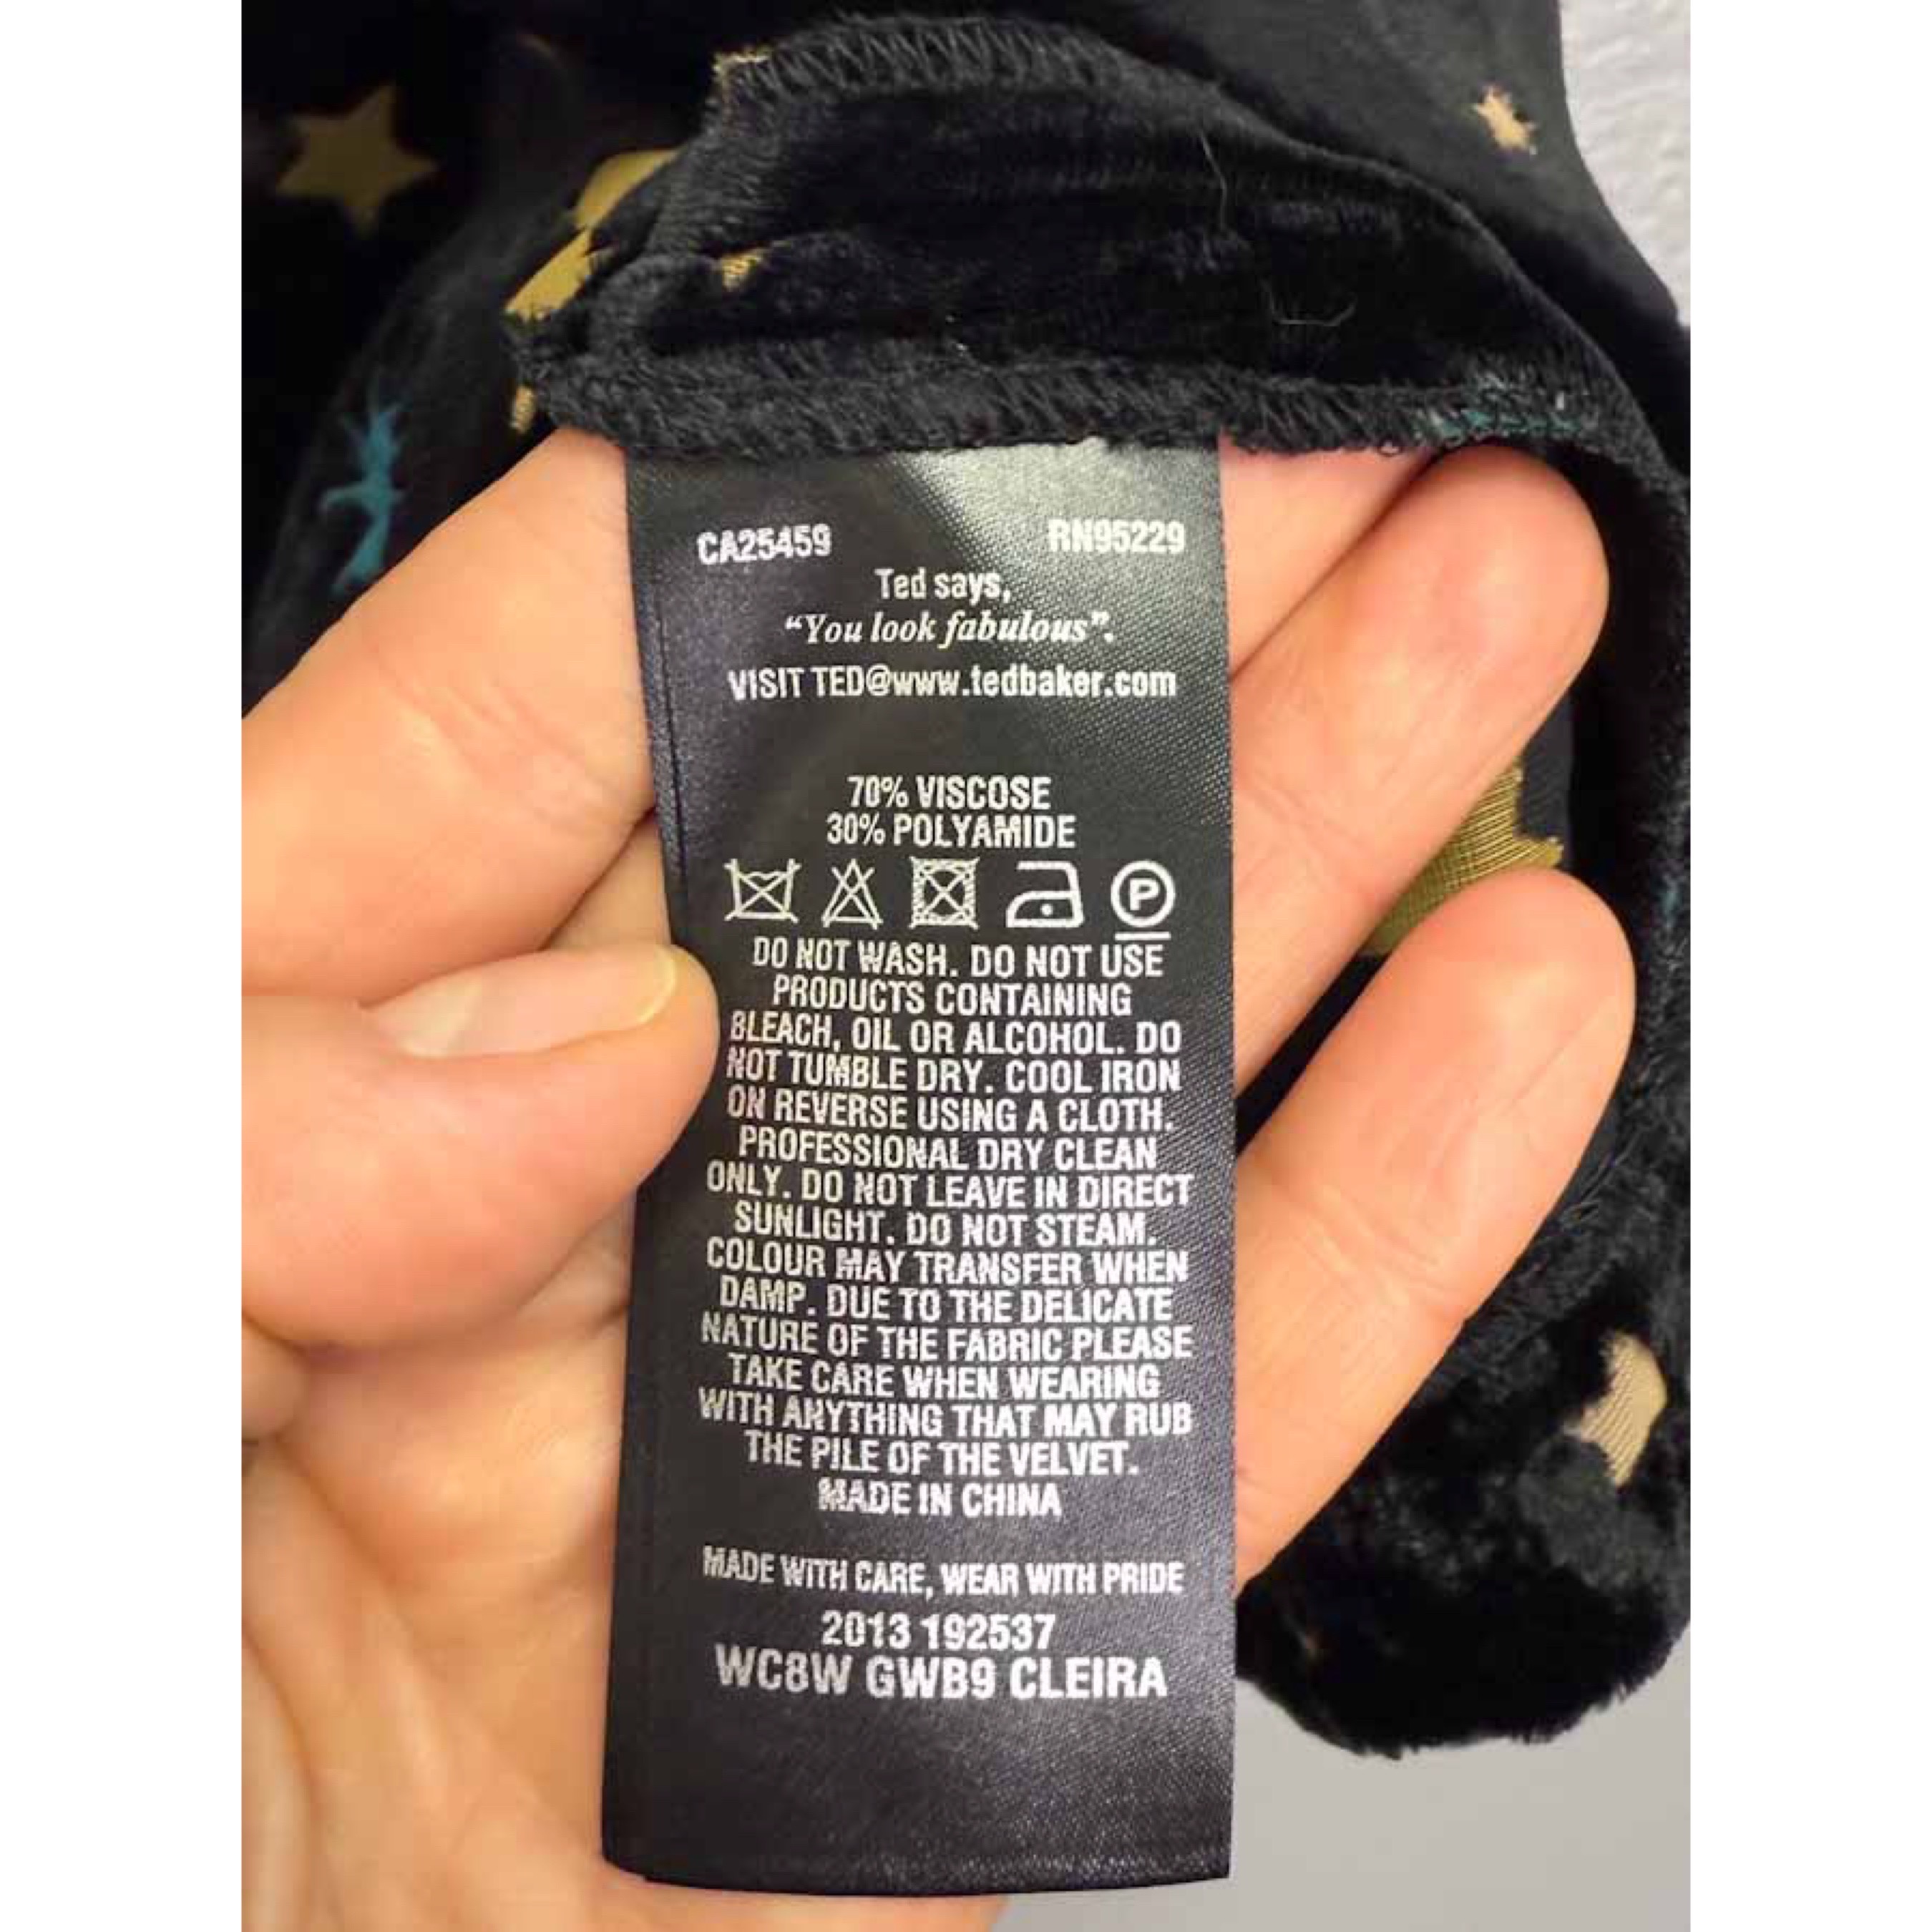 CA25459 RN95229
Ted says,
“You look fabulous”.
VISIT TED@www.tedbaker.com
70% VISCOSE
30% POLYAMIDE
P
DO NOT WASH. DO NOT USE
PRODUCTS CONTAINING
BLEACH, OIL OR ALCOHOL. DO
NOT TUMBLE DRY. COOL IRON
ON REVERSE USING A CLOTH.
PROFESSIONAL DRY CLEAN
ONLY. DO NOT LEAVE IN DIRECT
SUNLIGHT. DO NOT STEAM.
COLOUR MAY TRANSFER WHEN
DAMP. DUE TO THE DELICATE
NATURE OF THE FABRIC PLEASE
TAKE CARE WHEN WEARING
WITH ANYTHING THAT MAY RUB
THE PILE OF THE VELVET.
MADE IN CHINA
MADE WITH CARE, WEAR WITH PRIDE
2013 192537
WC8W GWB9 CLEIRA